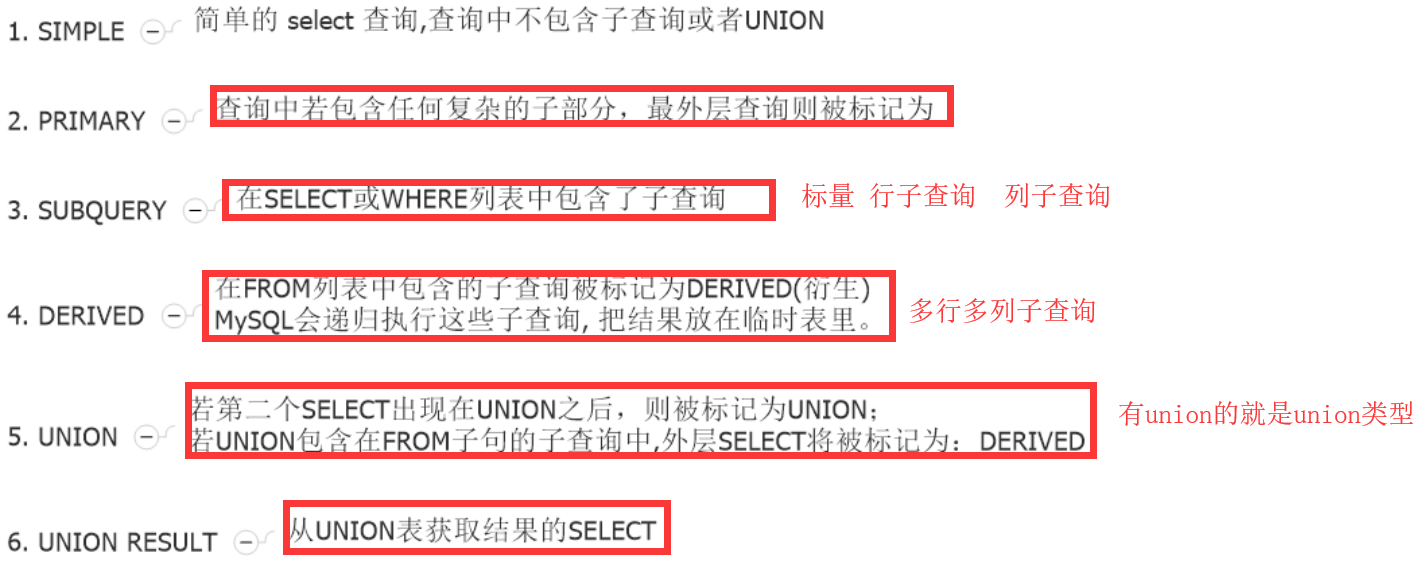 1. SIMPLE 简单的 select 查询,查询中不包含子查询或者UNION
2. PRIMARY 查询中若包含任何复杂的子部分，最外层查询则被标记为
3. SUBQUERY 在SELECT或WHERE列表中包含了子查询 标量 行子查询 列子查询
4. DERIVED 在FROM列表中包含的子查询被标记为DERIVED(衍生)
MySQL会递归执行这些子查询, 把结果放在临时表里。
多行多列子查询
5. UNION 若第二个SELECT出现在UNION之后，则被标记为UNION；
若UNION包含在FROM子句的子查询中,外层SELECT将被标记为：DERIVED
有union的就是union类型
6. UNION RESULT 从UNION表获取结果的SELECT